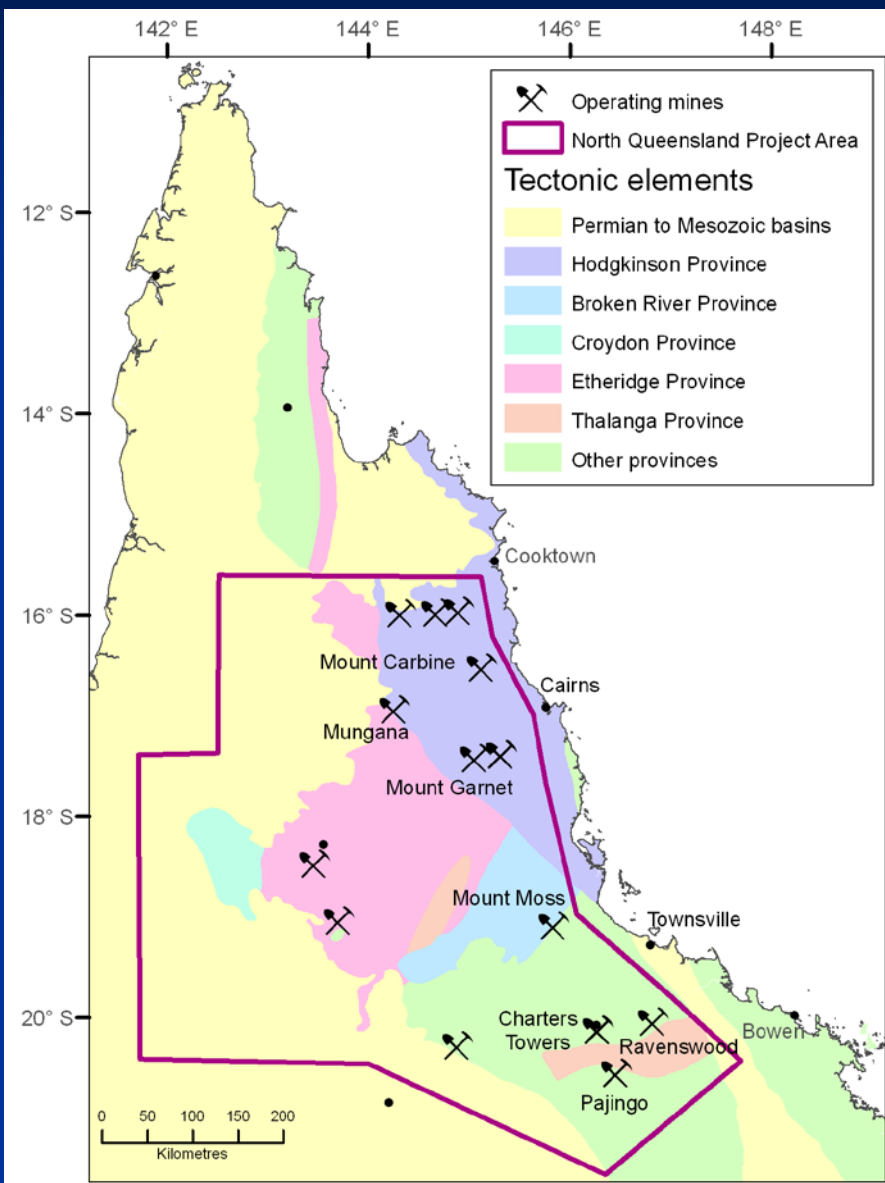 142° E
144° E
146° E
148° E
Operating mines
North Queensland Project Area
Tectonic elements
Permian to Mesozoic basins
Hodgkinson Province
Broken River Province
Croydon Province
Etheridge Province
Thalanga Province
Other provinces
12° S
14° S
16° S
18° S
20° S
Cooktown
Mount Carbine
Cairns
Mungana
Mount Garnet
Mount Moss
Townsville
Charters
Towers
Ravenswood
Bowen
Pajingo
0 50 100 150 200
Kilometres